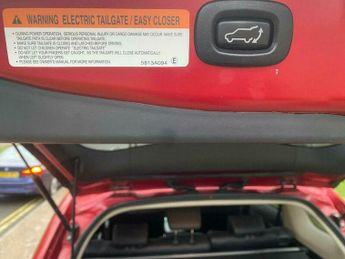 WARNING ELECTRIC TAILGATE / EASY CLOSER
• DURING POWER OPERATION, SERIOUS PERSONAL INJURY OR CARGO DAMAGE MAY OCCUR. MAKE SURE
TAILGATE PATH IS CLEAR BEFORE OPERATING TAILGATE.
• MAKE SURE TAILGATE IS CLOSED AND LATCHED BEFORE DRIVING.
• DO NOT LET CHILDREN OPERATE ELECTRIC TAILGATE
• DO NOT LET YOUR FINGERS GET CAUGHT, AS THE TAILGATE WILL CLOSE AUTOMATICALLY
WHEN LEFT SLIGHTLY OPEN.
• PLEASE SEE OWNER'S MANUAL FOR MORE INFORMATION.
5813A094 E